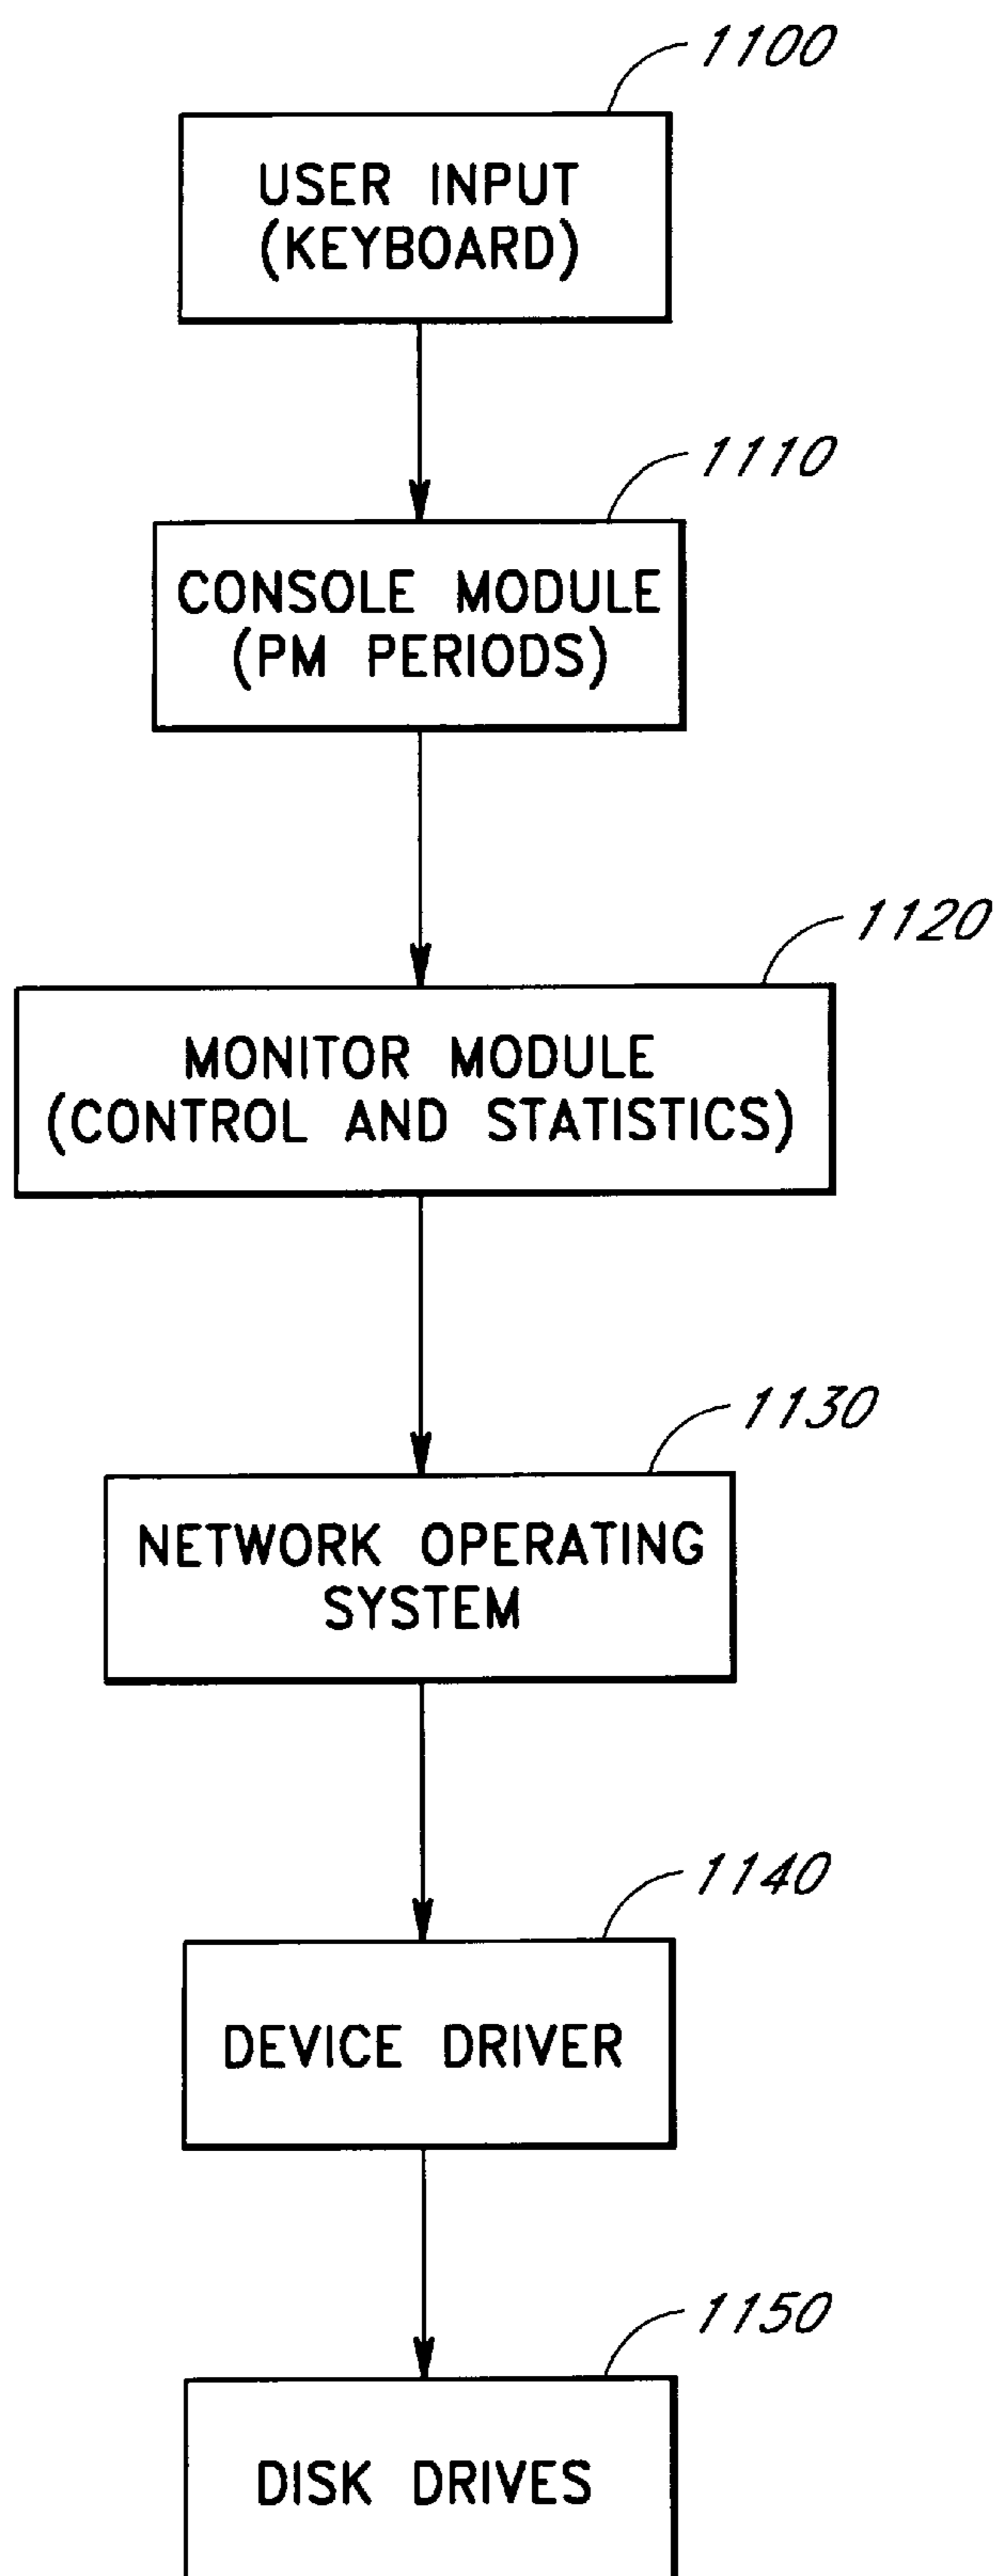 1100
USER INPUT
(KEYBOARD)
1110
CONSOLE MODULE
(PM PERIODS)
1120
MONITOR MODULE
(CONTROL AND STATISTICS)
1130
NETWORK OPERATING
SYSTEM
1140
DEVICE DRIVER
1150
DISK DRIVES